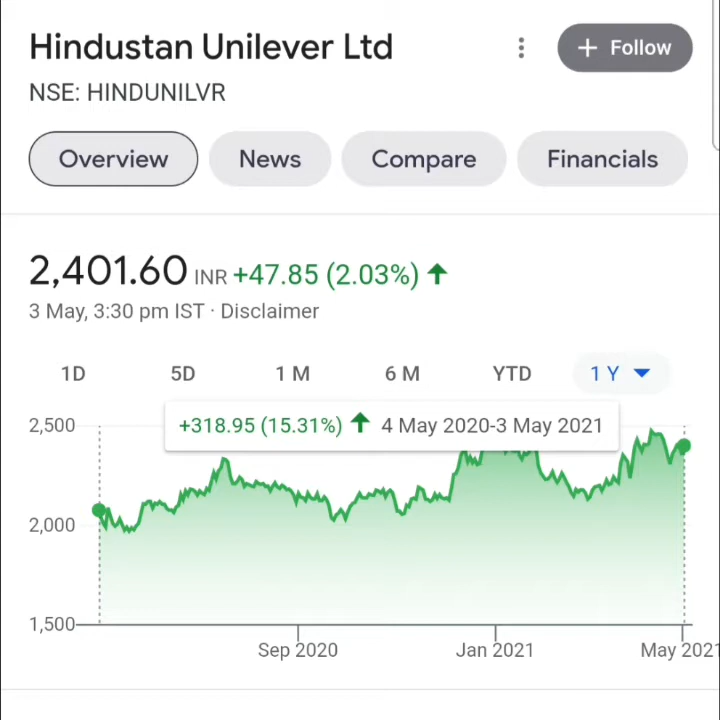 Hindustan Unilever Ltd
+ Follow
NSE: HINDUNILVR
Overview News Compare Financials
2,401.60 INR +47.85 (2.03%) ↑
3 May, 3:30 pm IST · Disclaimer
1D 5D 1 M 6 M YTD 1 Y
+318.95 (15.31%) ↑ 4 May 2020-3 May 2021
2,500
2,000
1,500
Sep 2020 Jan 2021 May 2021